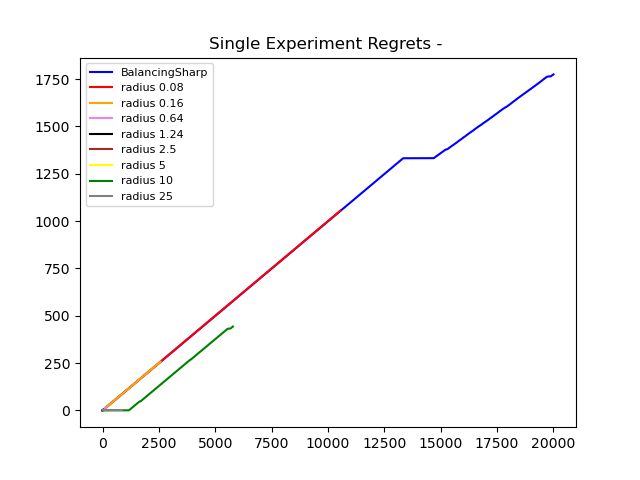 Single Experiment Regrets -
BalancingSharp
radius 0.08
radius 0.16
radius 0.64
radius 1.24
radius 2.5
radius 5
radius 10
radius 25
1750
1500
1250
1000
750
500
250
0
0 2500 5000 7500 10000 12500 15000 17500 20000